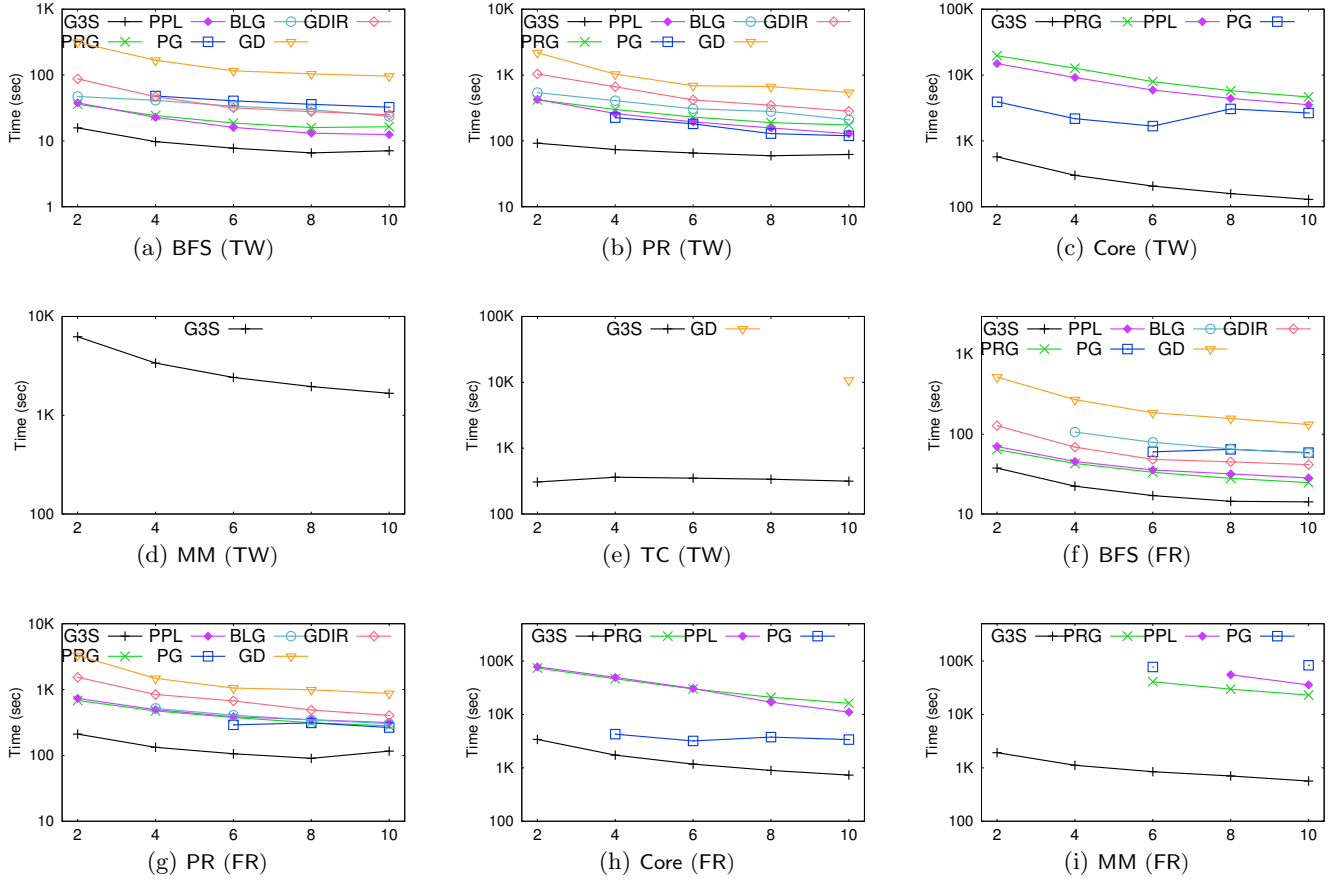 G3S PPL BLG GDIR
PRG PG GD
Time (sec)
1K
100
10
1
2 4 6 8 10
(a) BFS (TW)
G3S PPL BLG GDIR
PRG PG GD
Time (sec)
10K
1K
100
10
2 4 6 8 10
(b) PR (TW)
G3S PRG PPL PG
Time (sec)
100K
10K
1K
100
2 4 6 8 10
(c) Core (TW)
G3S
Time (sec)
10K
1K
100
2 4 6 8 10
(d) MM (TW)
G3S GD
Time (sec)
100K
10K
1K
100
2 4 6 8 10
(e) TC (TW)
G3S PPL BLG GDIR
PRG PG GD
Time (sec)
1K
100
10
2 4 6 8 10
(f) BFS (FR)
G3S PPL BLG GDIR
PRG PG GD
Time (sec)
10K
1K
100
10
2 4 6 8 10
(g) PR (FR)
G3S PRG PPL PG
Time (sec)
100K
10K
1K
100
2 4 6 8 10
(h) Core (FR)
G3S PRG PPL PG
Time (sec)
100K
10K
1K
100
2 4 6 8 10
(i) MM (FR)